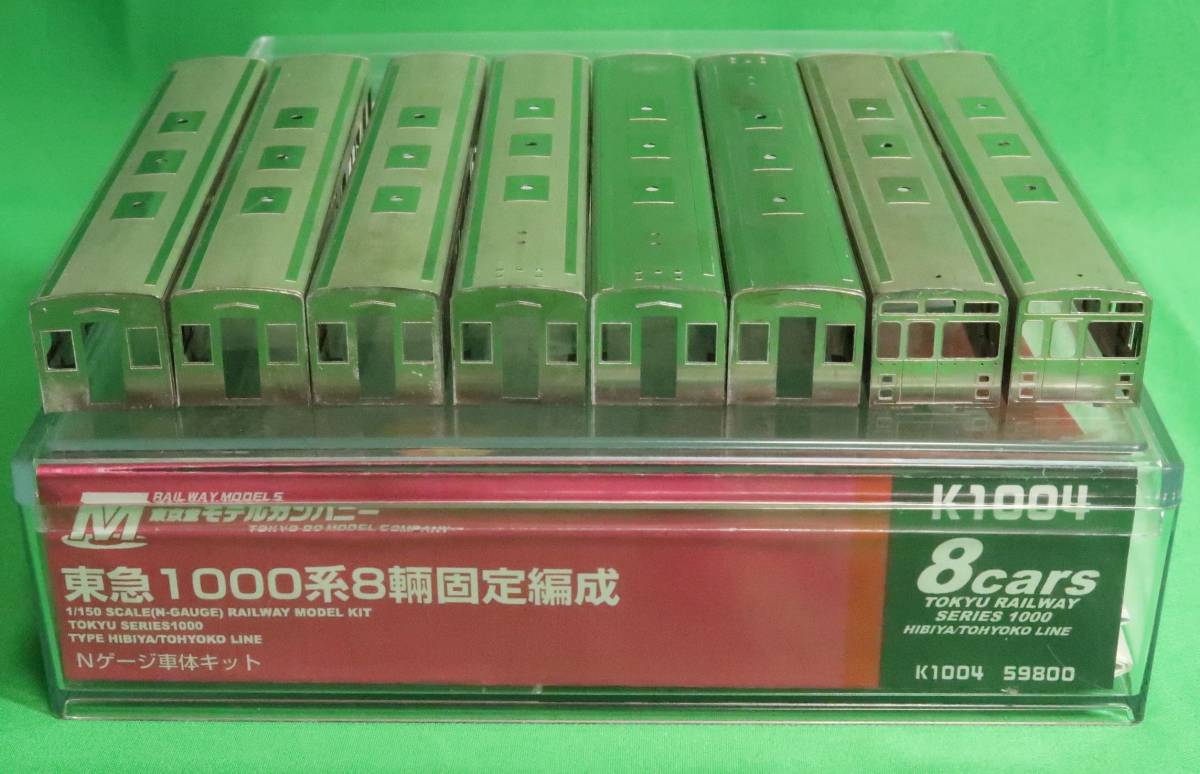 RAILWAY MODELS
M
東京堂モデルカンパニー
TOKYO-DO MODEL COMPANY
東急1000系8輛固定編成
1/150 SCALE(N-GAUGE) RAILWAY MODEL KIT
TOKYU SERIES1000
TYPE HIBIYA/TOHYOKO LINE
Nゲージ車体キット
K1004
8cars
TOKYU RAILWAY
SERIES 1000
HIBIYA/TOHYOKO LINE
K1004 59800